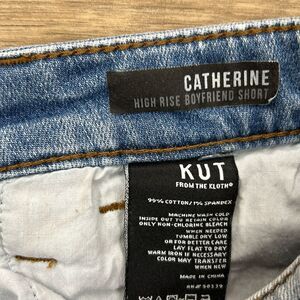 CATHERINE
HIGH RISE BOYFRIEND SHORT
KUT
FROM THE KLOTH®
99% COTTON/1% SPANDEX
MACHINE WASH COLD
INSIDE OUT TO RETAIN COLOR
ONLY NON-CHLORINE BLEACH
WHEN NEEDED
TUMBLE DRY LOW
OR FOR BETTER CARE
LAY FLAT TO DRY
WARM IRON IF NECESSARY
COLOR MAY TRANSFER
WHEN NEW
MADE IN CHINA
RN# 90339